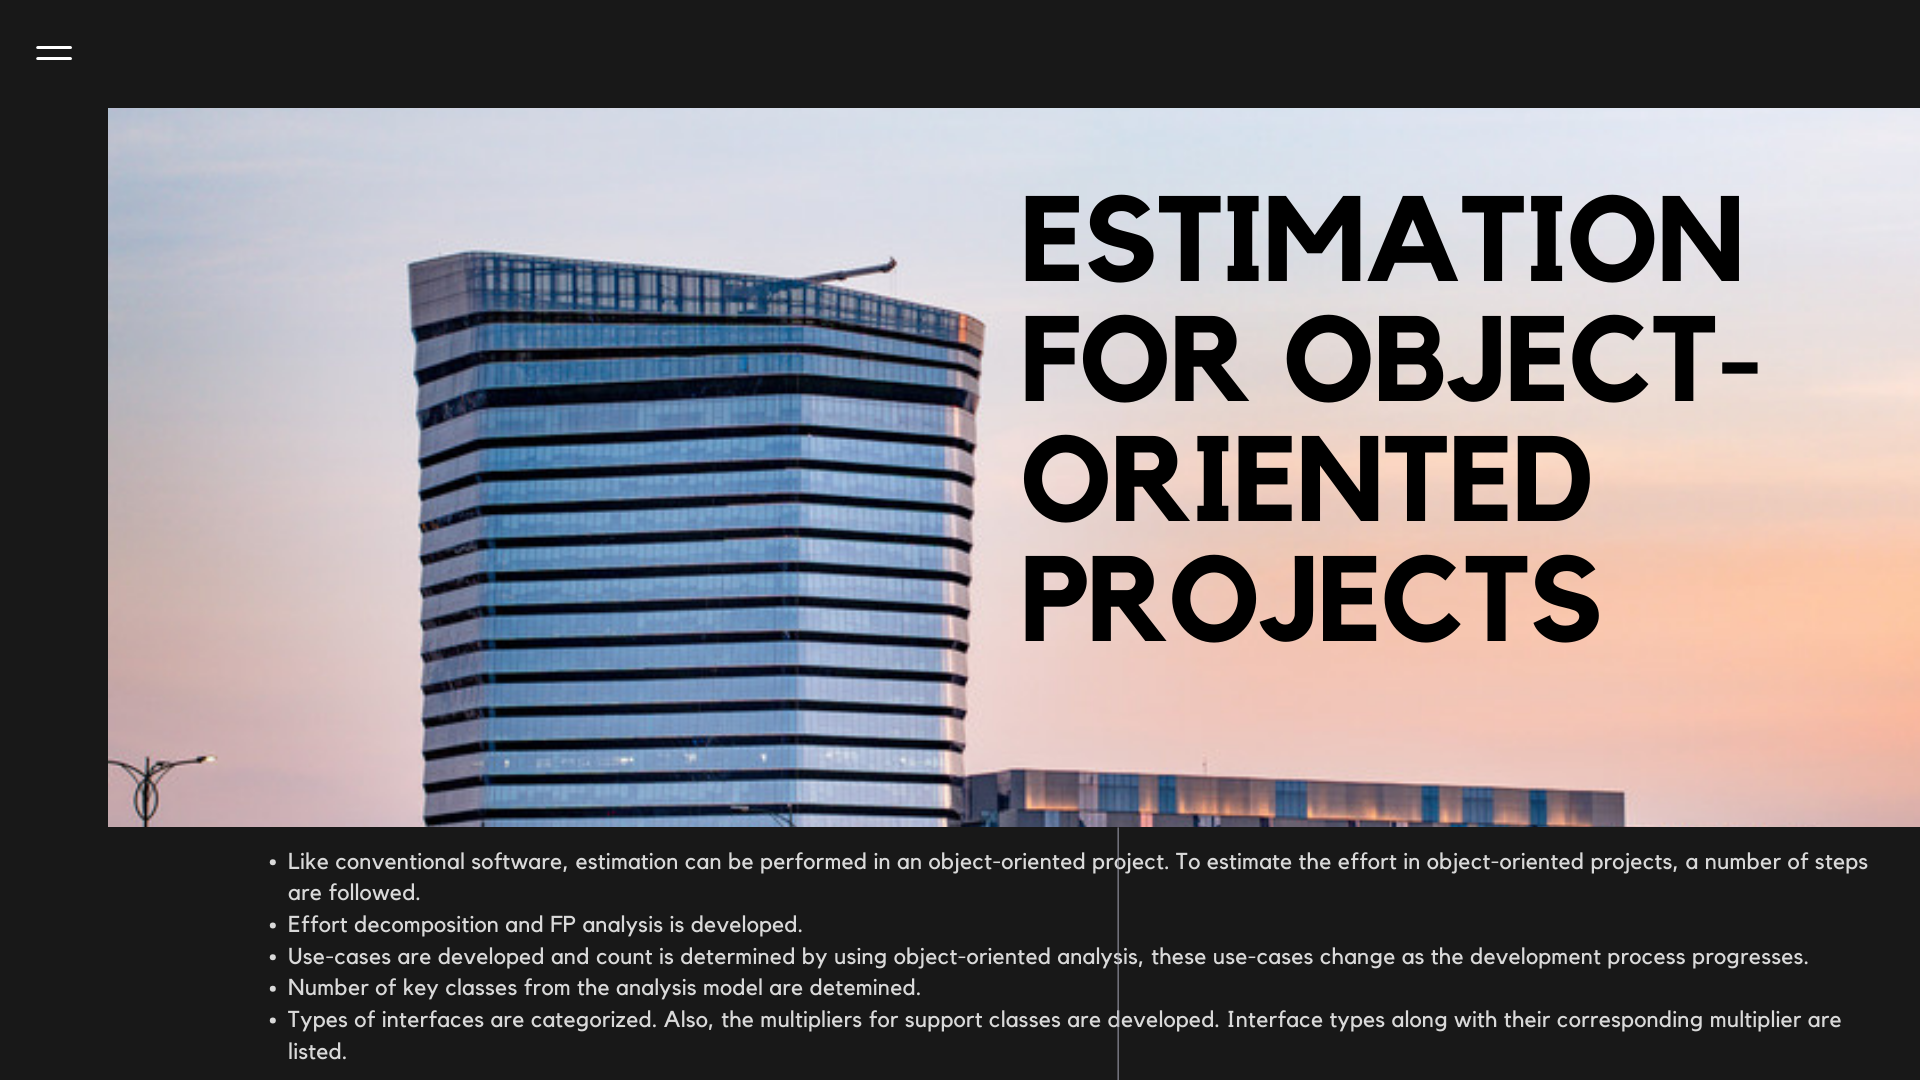 ESTIMATION
FOR OBJECT-
ORIENTED
PROJECTS
• Like conventional software, estimation can be performed in an object-oriented project. To estimate the effort in object-oriented projects, a number of steps
are followed.
• Effort decomposition and FP analysis is developed.
• Use-cases are developed and count is determined by using object-oriented analysis, these use-cases change as the development process progresses.
• Number of key classes from the analysis model are detemined.
• Types of interfaces are categorized. Also, the multipliers for support classes are developed. Interface types along with their corresponding multiplier are
listed.